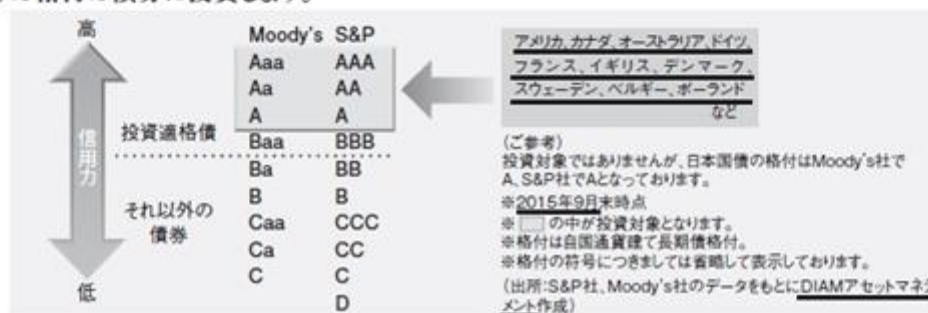 高
信用力
低
投資適格債
それ以外の
債券
Moody's S&P
Aaa AAA
Aa AA
A A
Baa BBB
Ba BB
B B
Caa CCC
Ca CC
C C
D
アメリカ、カナダ、オーストラリア、ドイツ、
フランス、イギリス、デンマーク、
スウェーデン、ベルギー、ポーランド
など
(ご参考)
投資対象ではありませんが、日本国債の格付はMoody's社で
A、S&P社でAとなっております。
※2015年9月末時点
※ の中が投資対象となります。
※格付は自国通貨建て長期債格付。
※格付の符号につきましては省略して表示しております。
(出所:S&P社、Moody's社のデータをもとにDIAMアセットマネジ
メント作成)